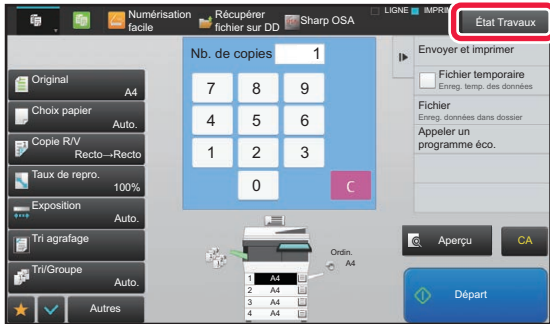 Numérisation
facile
Récupérer
fichier sur DD
Sharp OSA
LIGNE
État Travaux
Original
A4
Choix papier
Auto.
Copie R/V
Recto→Recto
Taux de repro.
100%
Exposition
Auto.
Tri agrafage
Tri/Groupe
Auto.
Autres
Nb. de copies
1
7 8 9
4 5 6
1 2 3
0 C
Ordin.
A4
1 A4
2 A4
3 A4
4 A4
Envoyer et imprimer
Fichier temporaire
Enreg. temp. des données
Fichier
Enreg. données dans dossier
Appeler un
programme éco.
Aperçu
CA
Départ